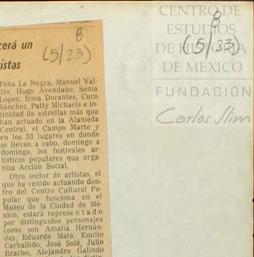 8
cerá un
(5/23)
istas
Teña La Negra, Manuel Val-
dés, Hugo Avendaño, Sonia
López, Irma Dorantes, Cuco
Sánchez, Patty Michaels e in-
finidad de estrellas más que
han actuado en la Alameda
Central, el Campo Marte y
en los 33 lugares en donde
se llevan a cabo, domingo a
domingo, los festivales ar-
tísticos populares que orga-
niza Acción Social.
Otro sector de artistas, el
que ha venido actuando den-
tro del Centro Cultural Po-
pular que funciona en el
Museo de la Ciudad de Mé-
xico, estará represe n t a d o
por distinguidos personajes
como son Amalia Hernán-
dez, Eduardo Mata, Emilio
Carballido, José Solé, Julio
Bracho, Alejandro Galindo
CENTRO DE
ESTUDIOS
DE HISTORIA
DE MEXICO
8
(5/23)
FUNDACIÓN
Carlos Slim